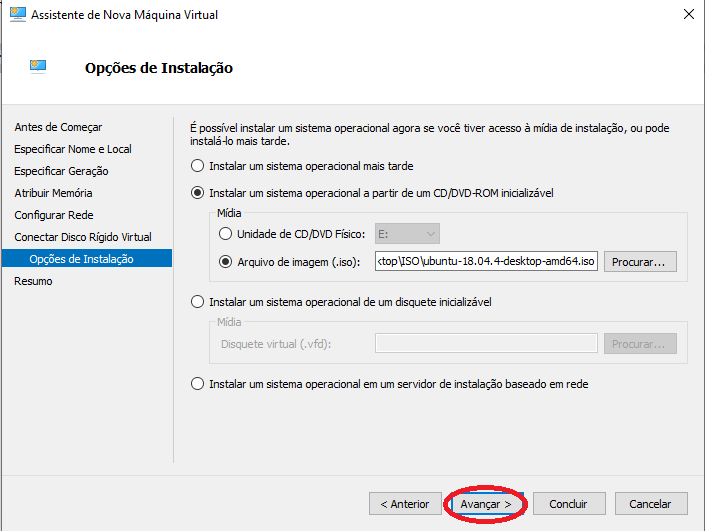 Assistente de Nova Máquina Virtual
Opções de Instalação
Antes de Começar
Especificar Nome e Local
Especificar Geração
Atribuir Memória
Configurar Rede
Conectar Disco Rígido Virtual
Opções de Instalação
Resumo
É possível instalar um sistema operacional agora se você tiver acesso à mídia de instalação, ou pode
instalá-lo mais tarde.
Instalar um sistema operacional mais tarde
Instalar um sistema operacional a partir de um CD/DVD-ROM inicializável
Mídia
Unidade de CD/DVD Físico: E:
Arquivo de imagem (.iso): ktop\ISO\ubuntu-18.04.4-desktop-amd64.iso Procurar...
Instalar um sistema operacional de um disquete inicializável
Mídia
Disquete virtual (.vfd): Procurar...
Instalar um sistema operacional em um servidor de instalação baseado em rede
< Anterior Avançar > Concluir Cancelar